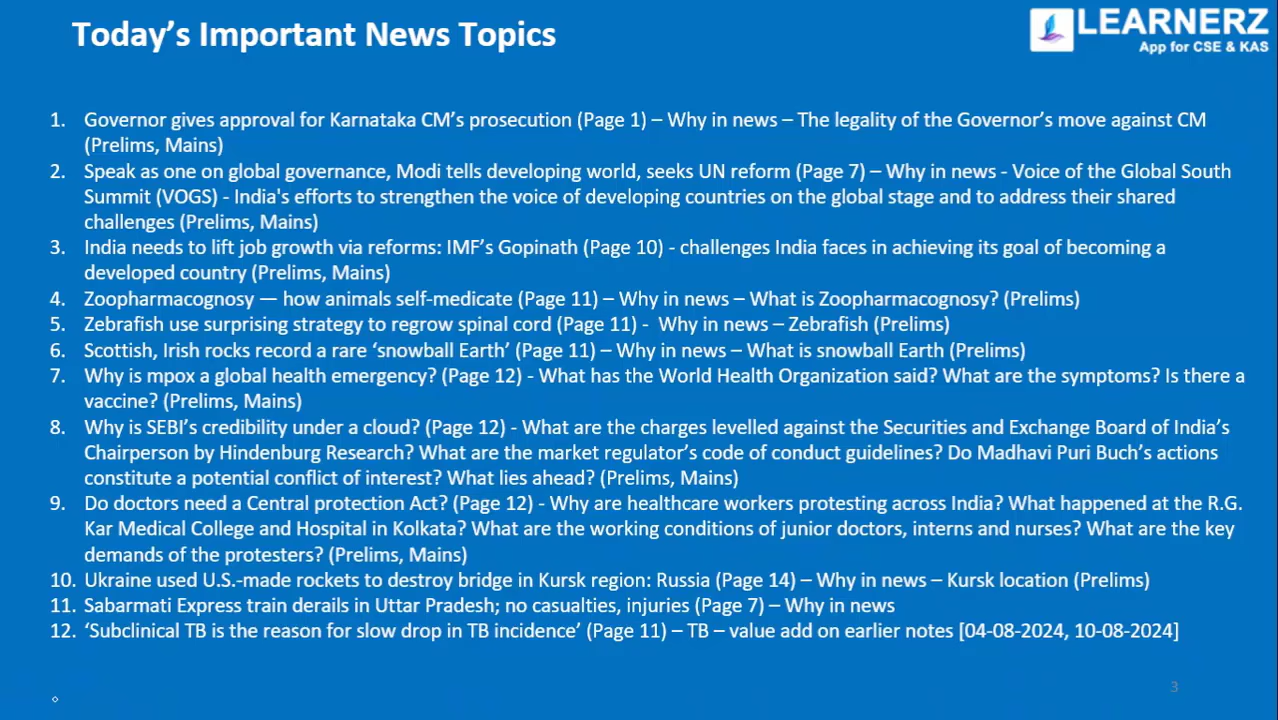 Today's Important News Topics
LEARNERZ
App for CSE & KAS
1. Governor gives approval for Karnataka CM's prosecution (Page 1) – Why in news – The legality of the Governor's move against CM
(Prelims, Mains)
2. Speak as one on global governance, Modi tells developing world, seeks UN reform (Page 7) – Why in news - Voice of the Global South
Summit (VOGS) - India's efforts to strengthen the voice of developing countries on the global stage and to address their shared
challenges (Prelims, Mains)
3. India needs to lift job growth via reforms: IMF's Gopinath (Page 10) - challenges India faces in achieving its goal of becoming a
developed country (Prelims, Mains)
4. Zoopharmacognosy — how animals self-medicate (Page 11) – Why in news – What is Zoopharmacognosy? (Prelims)
5. Zebrafish use surprising strategy to regrow spinal cord (Page 11) - Why in news – Zebrafish (Prelims)
6. Scottish, Irish rocks record a rare 'snowball Earth' (Page 11) – Why in news – What is snowball Earth (Prelims)
7. Why is mpox a global health emergency? (Page 12) - What has the World Health Organization said? What are the symptoms? Is there a
vaccine? (Prelims, Mains)
8. Why is SEBI's credibility under a cloud? (Page 12) - What are the charges levelled against the Securities and Exchange Board of India's
Chairperson by Hindenburg Research? What are the market regulator's code of conduct guidelines? Do Madhavi Puri Buch's actions
constitute a potential conflict of interest? What lies ahead? (Prelims, Mains)
9. Do doctors need a Central protection Act? (Page 12) - Why are healthcare workers protesting across India? What happened at the R.G.
Kar Medical College and Hospital in Kolkata? What are the working conditions of junior doctors, interns and nurses? What are the key
demands of the protesters? (Prelims, Mains)
10. Ukraine used U.S.-made rockets to destroy bridge in Kursk region: Russia (Page 14) – Why in news – Kursk location (Prelims)
11. Sabarmati Express train derails in Uttar Pradesh; no casualties, injuries (Page 7) – Why in news
12. 'Subclinical TB is the reason for slow drop in TB incidence' (Page 11) – TB – value add on earlier notes [04-08-2024, 10-08-2024]
3